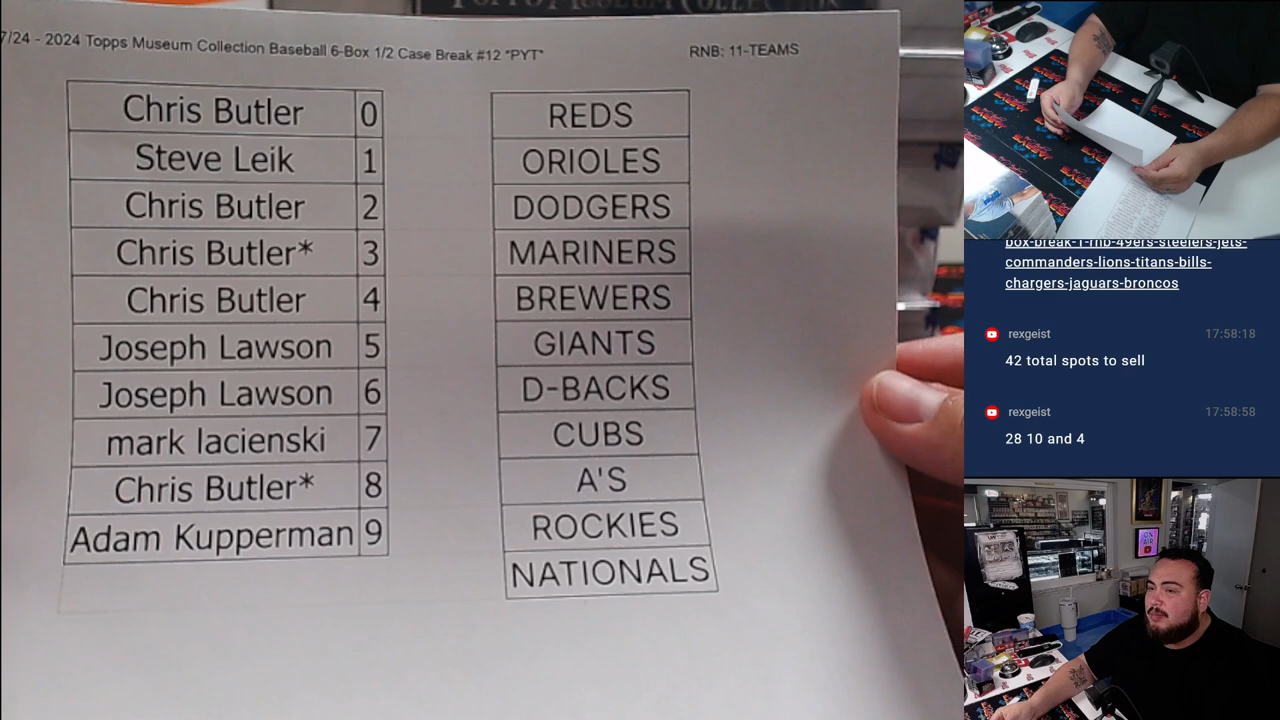 7/24 - 2024 Topps Museum Collection Baseball 6-Box 1/2 Case Break #12 "PYT"
RNB: 11-TEAMS
Chris Butler 0
Steve Leik 1
Chris Butler 2
Chris Butler* 3
Chris Butler 4
Joseph Lawson 5
Joseph Lawson 6
mark lacienski 7
Chris Butler* 8
Adam Kupperman 9
REDS
ORIOLES
DODGERS
MARINERS
BREWERS
GIANTS
D-BACKS
CUBS
A'S
ROCKIES
NATIONALS
box-break-1-rnb-49ers-steelers-jets-
commanders-lions-titans-bills-
chargers-jaguars-broncos
rexgeist 17:58:18
42 total spots to sell
rexgeist 17:58:58
28 10 and 4
ON
AIR